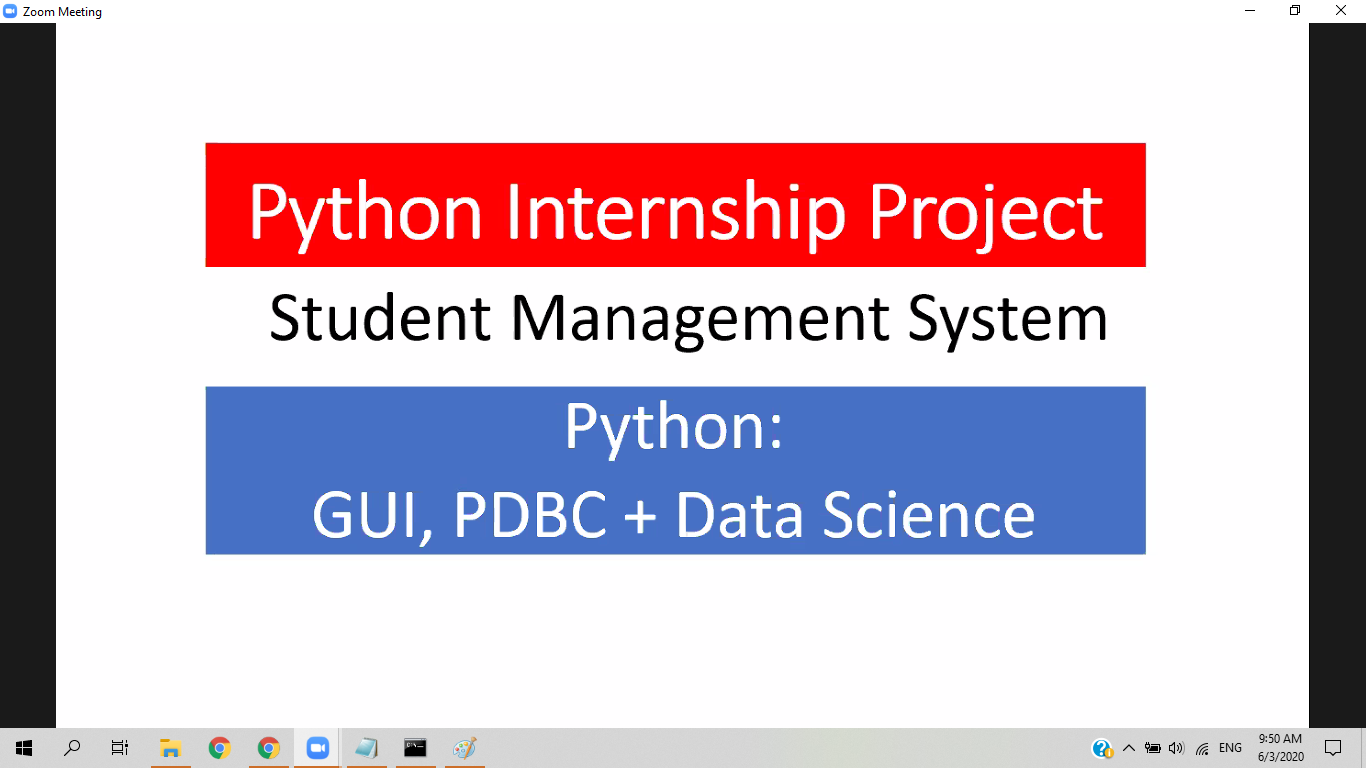 Zoom Meeting
Python Internship Project
Student Management System
Python:
GUI, PDBC + Data Science
ENG
9:50 AM
6/3/2020